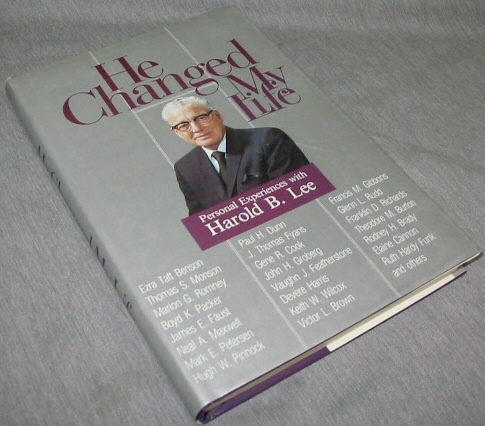 He
Changed
My
Life
Personal Experiences with
Harold B. Lee
Ezra Taft Benson
Thomas S. Monson
Marion G. Romney
Boyd K. Packer
James E. Faust
Neal A. Maxwell
Mark E. Petersen
Hugh W. Pinnock
Paul H. Dunn
J. Thomas Fyans
Gene R. Cook
John H. Groberg
Vaughn J. Featherstone
Devere Harris
Keith W. Wilcox
Victor L. Brown
Francis M. Gibbons
Glenn L. Rudd
Franklin D. Richards
Theodore M. Burton
Rodney H. Brady
Elaine Cannon
Ruth Hardy Funk
and others